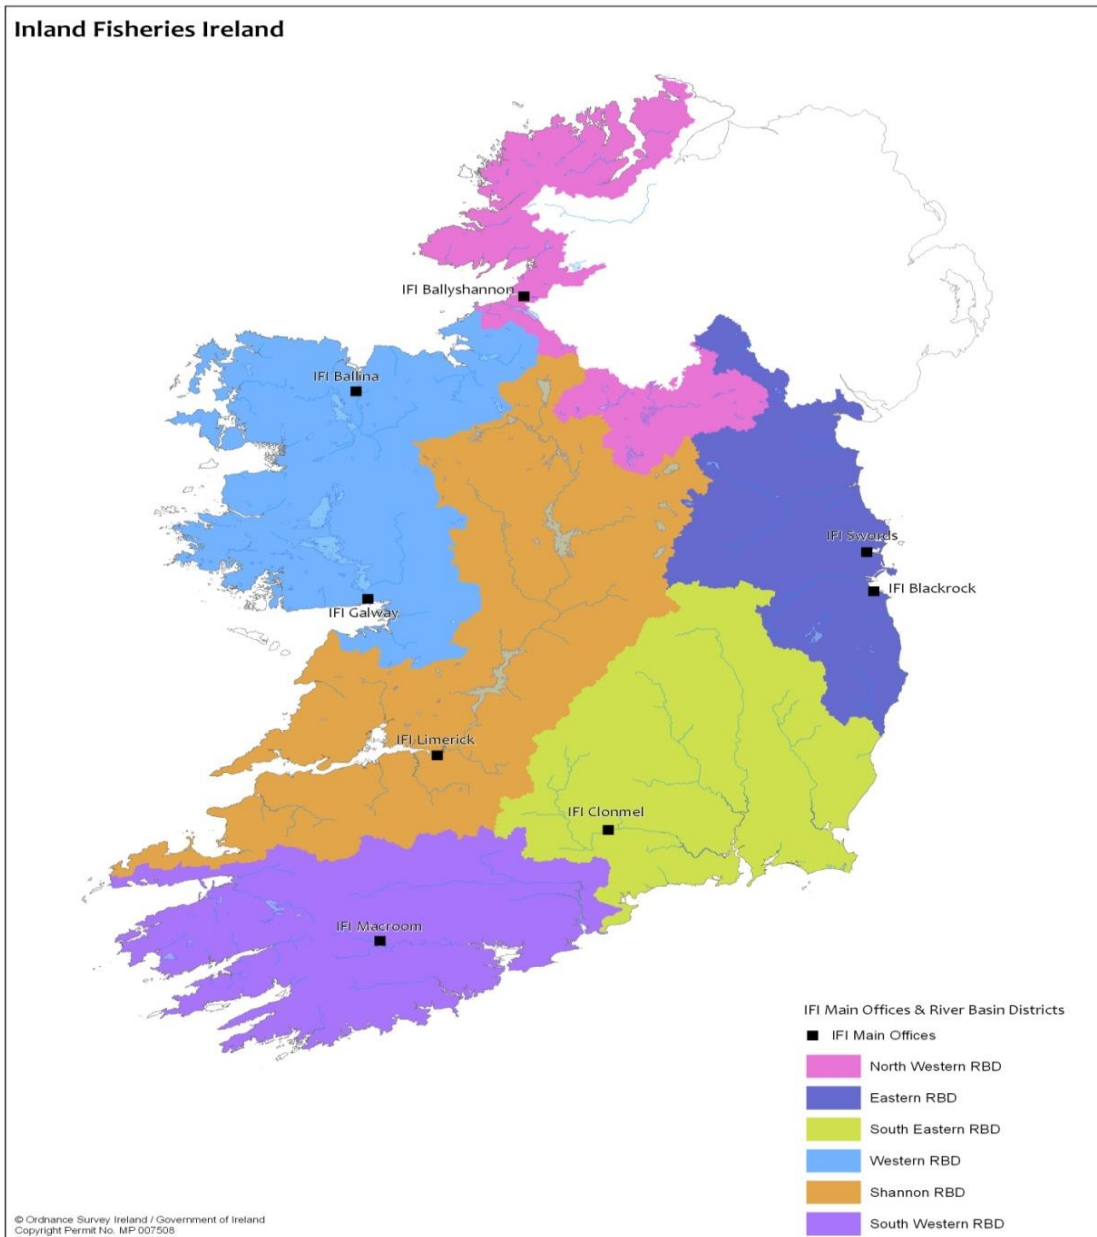 Inland Fisheries Ireland
IFI Ballyshannon
IFI Ballina
IFI Swords
IFI Blackrock
IFI Galway
IFI Limerick
IFI Clonmel
IFI Macroom
IFI Main Offices & River Basin Districts
IFI Main Offices
North Western RBD
Eastern RBD
South Eastern RBD
Western RBD
Shannon RBD
South Western RBD
© Ordnance Survey Ireland / Government of Ireland
Copyright Permit No. MP 007508